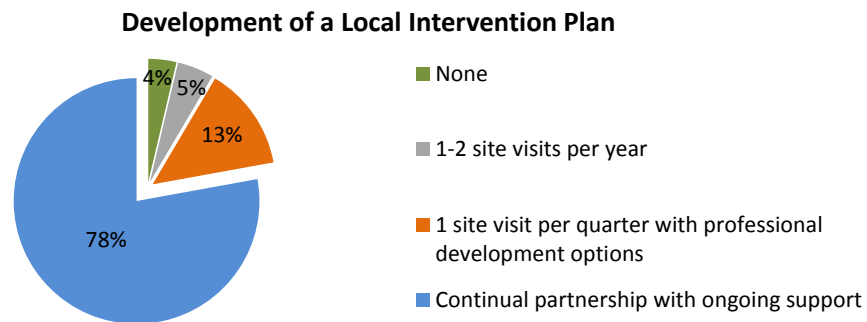 Development of a Local Intervention Plan
4%
5%
13%
78%
None
1-2 site visits per year
1 site visit per quarter with professional
development options
Continual partnership with ongoing support